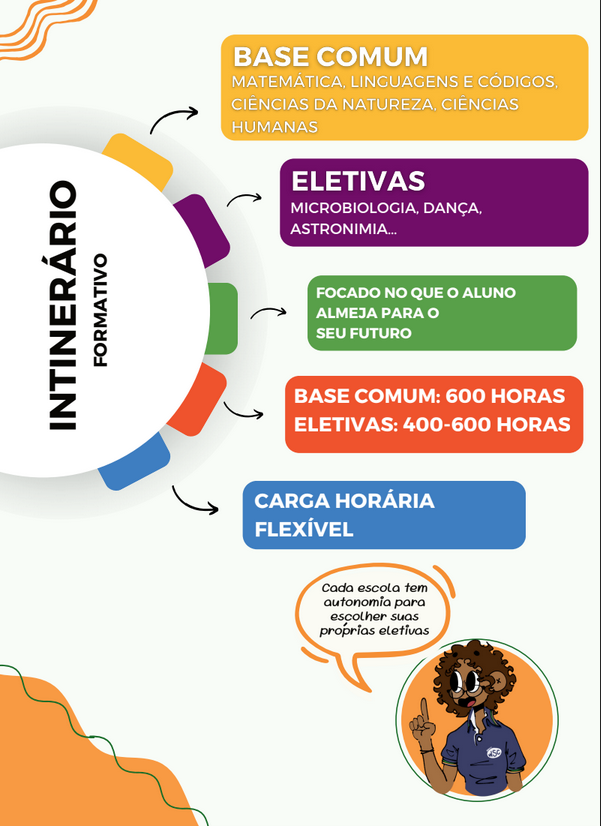 BASE COMUM
MATEMÁTICA, LINGUAGENS E CÓDIGOS,
CIÊNCIAS DA NATUREZA, CIÊNCIAS
HUMANAS
ELETIVAS
MICROBIOLOGIA, DANÇA,
ASTRONIMIA...
INTINERÁRIO
FORMATIVO
FOCADO NO QUE O ALUNO
ALMEJA PARA O
SEU FUTURO
BASE COMUM: 600 HORAS
ELETIVAS: 400-600 HORAS
CARGA HORÁRIA
FLEXÍVEL
Cada escola tem
autonomia para
escolher suas
próprias eletivas